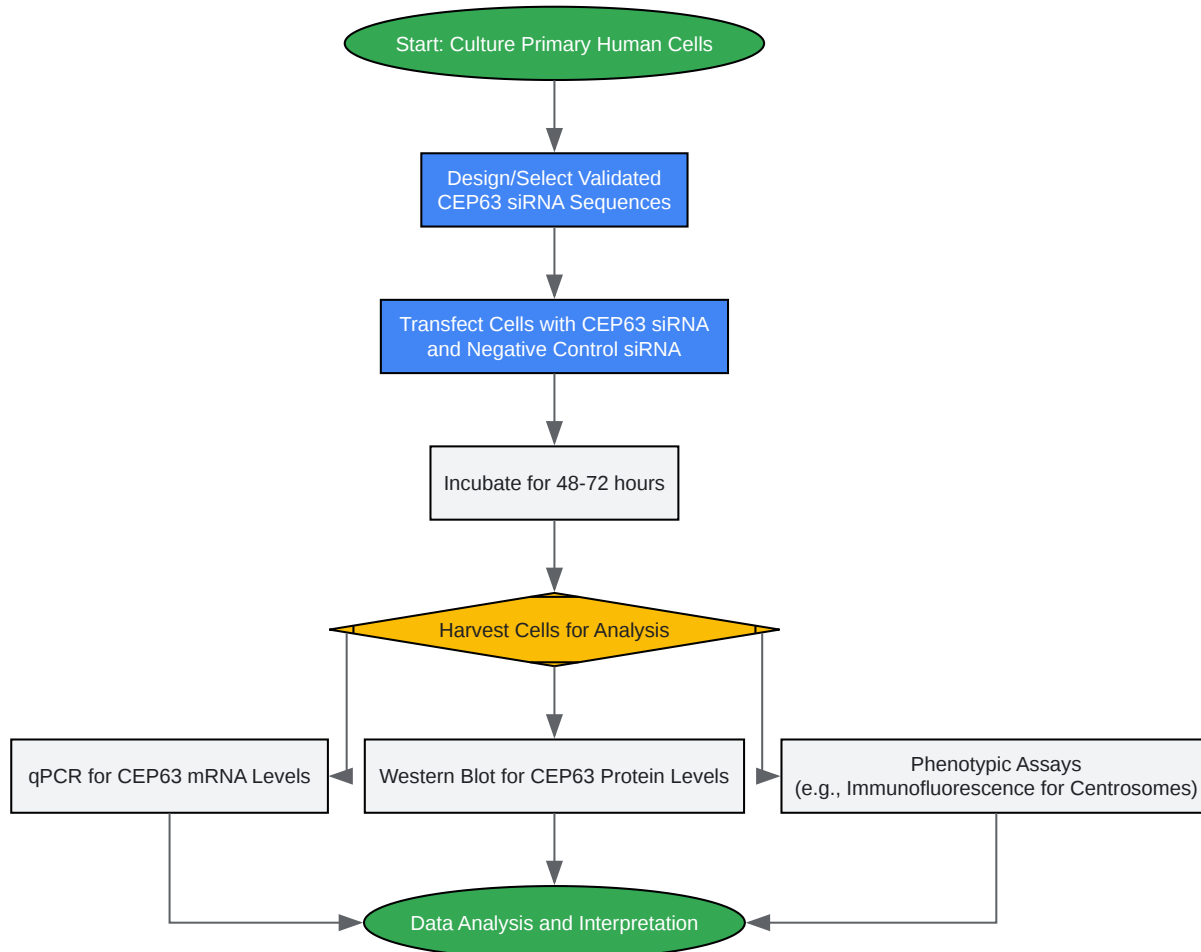 Start: Culture Primary Human Cells
Design/Select Validated
CEP63 siRNA Sequences
Transfect Cells with CEP63 siRNA
and Negative Control siRNA
Incubate for 48-72 hours
Harvest Cells for Analysis
qPCR for CEP63 mRNA Levels
Western Blot for CEP63 Protein Levels
Phenotypic Assays
(e.g., Immunofluorescence for Centrosomes)
Data Analysis and Interpretation